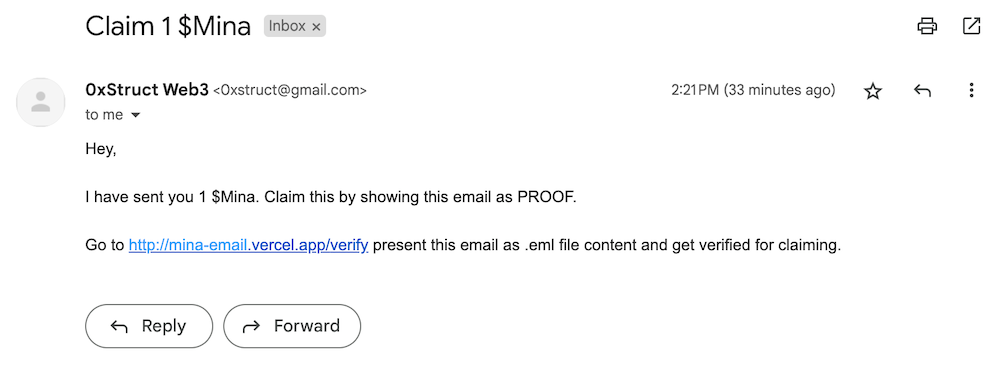 Claim 1 $Mina Inbox ×
0xStruct Web3 <0xstruct@gmail.com> 2:21 PM (33 minutes ago)
to me
Hey,
I have sent you 1 $Mina. Claim this by showing this email as PROOF.
Go to http://mina-email.vercel.app/verify present this email as .eml file content and get verified for claiming.
Reply Forward